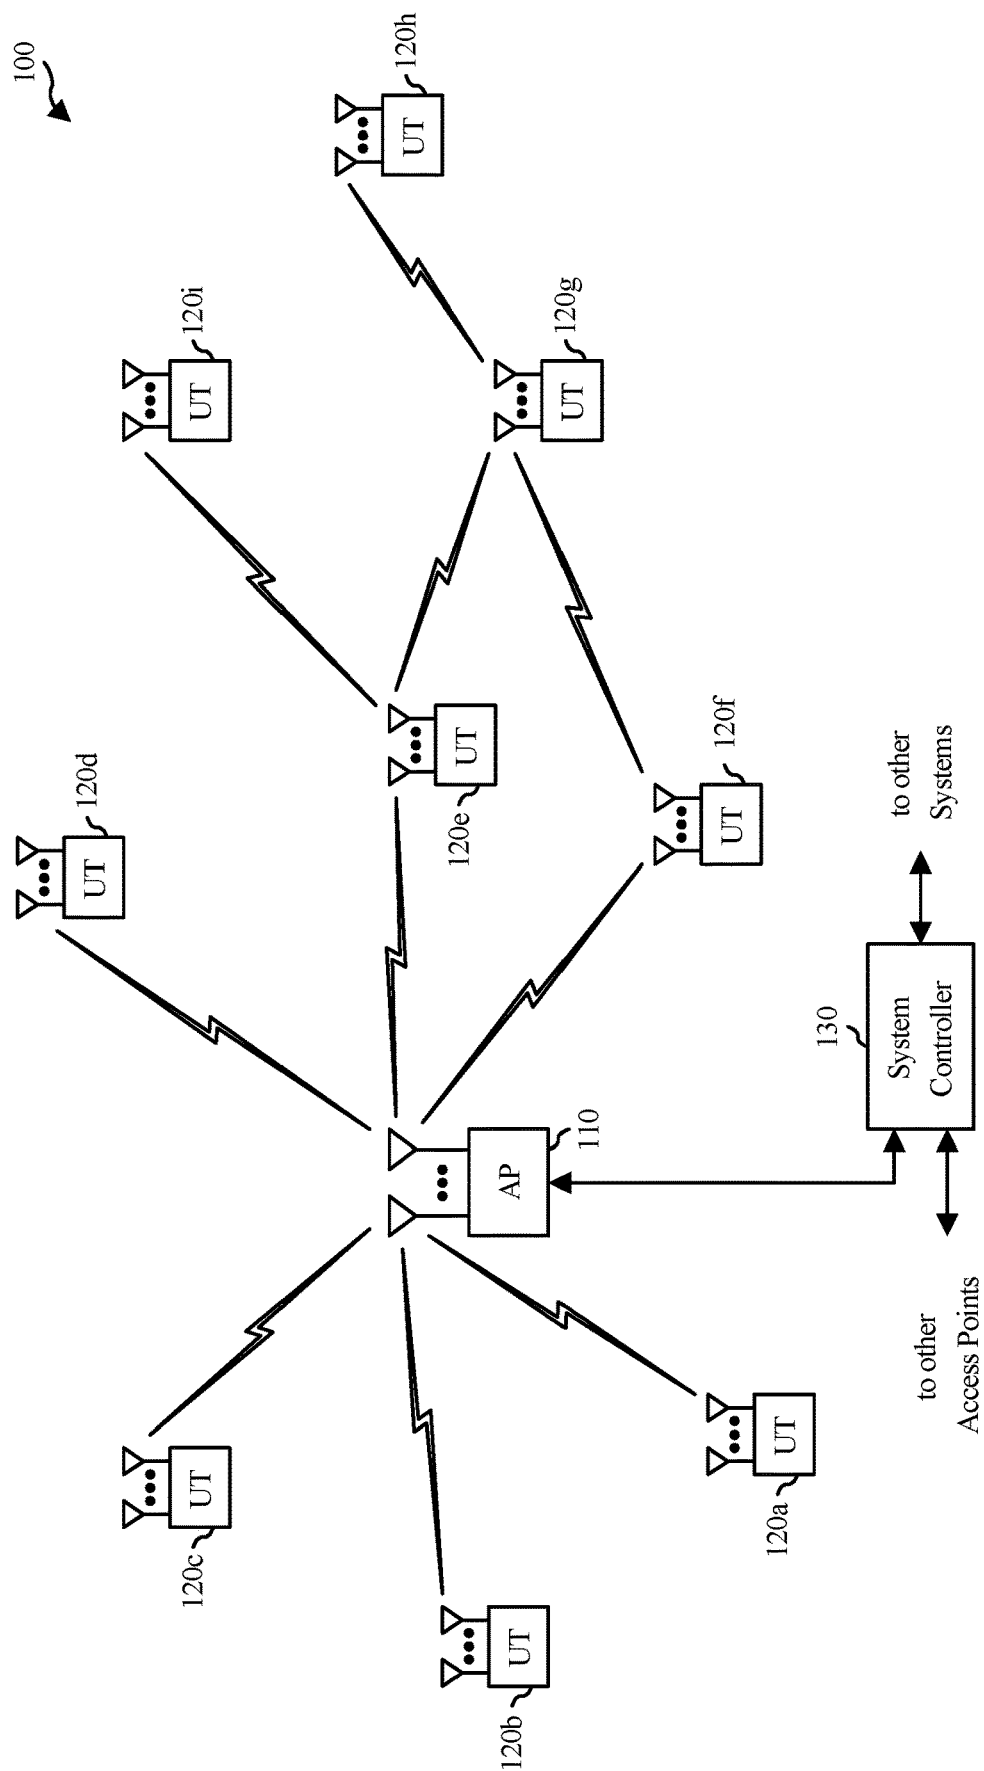 100
120c
UT
120b
UT
120a
UT
AP
110
120d
UT
120e
UT
120f
UT
120i
UT
120g
UT
120h
UT
130
System
Controller
to other
Access Points
to other
Systems